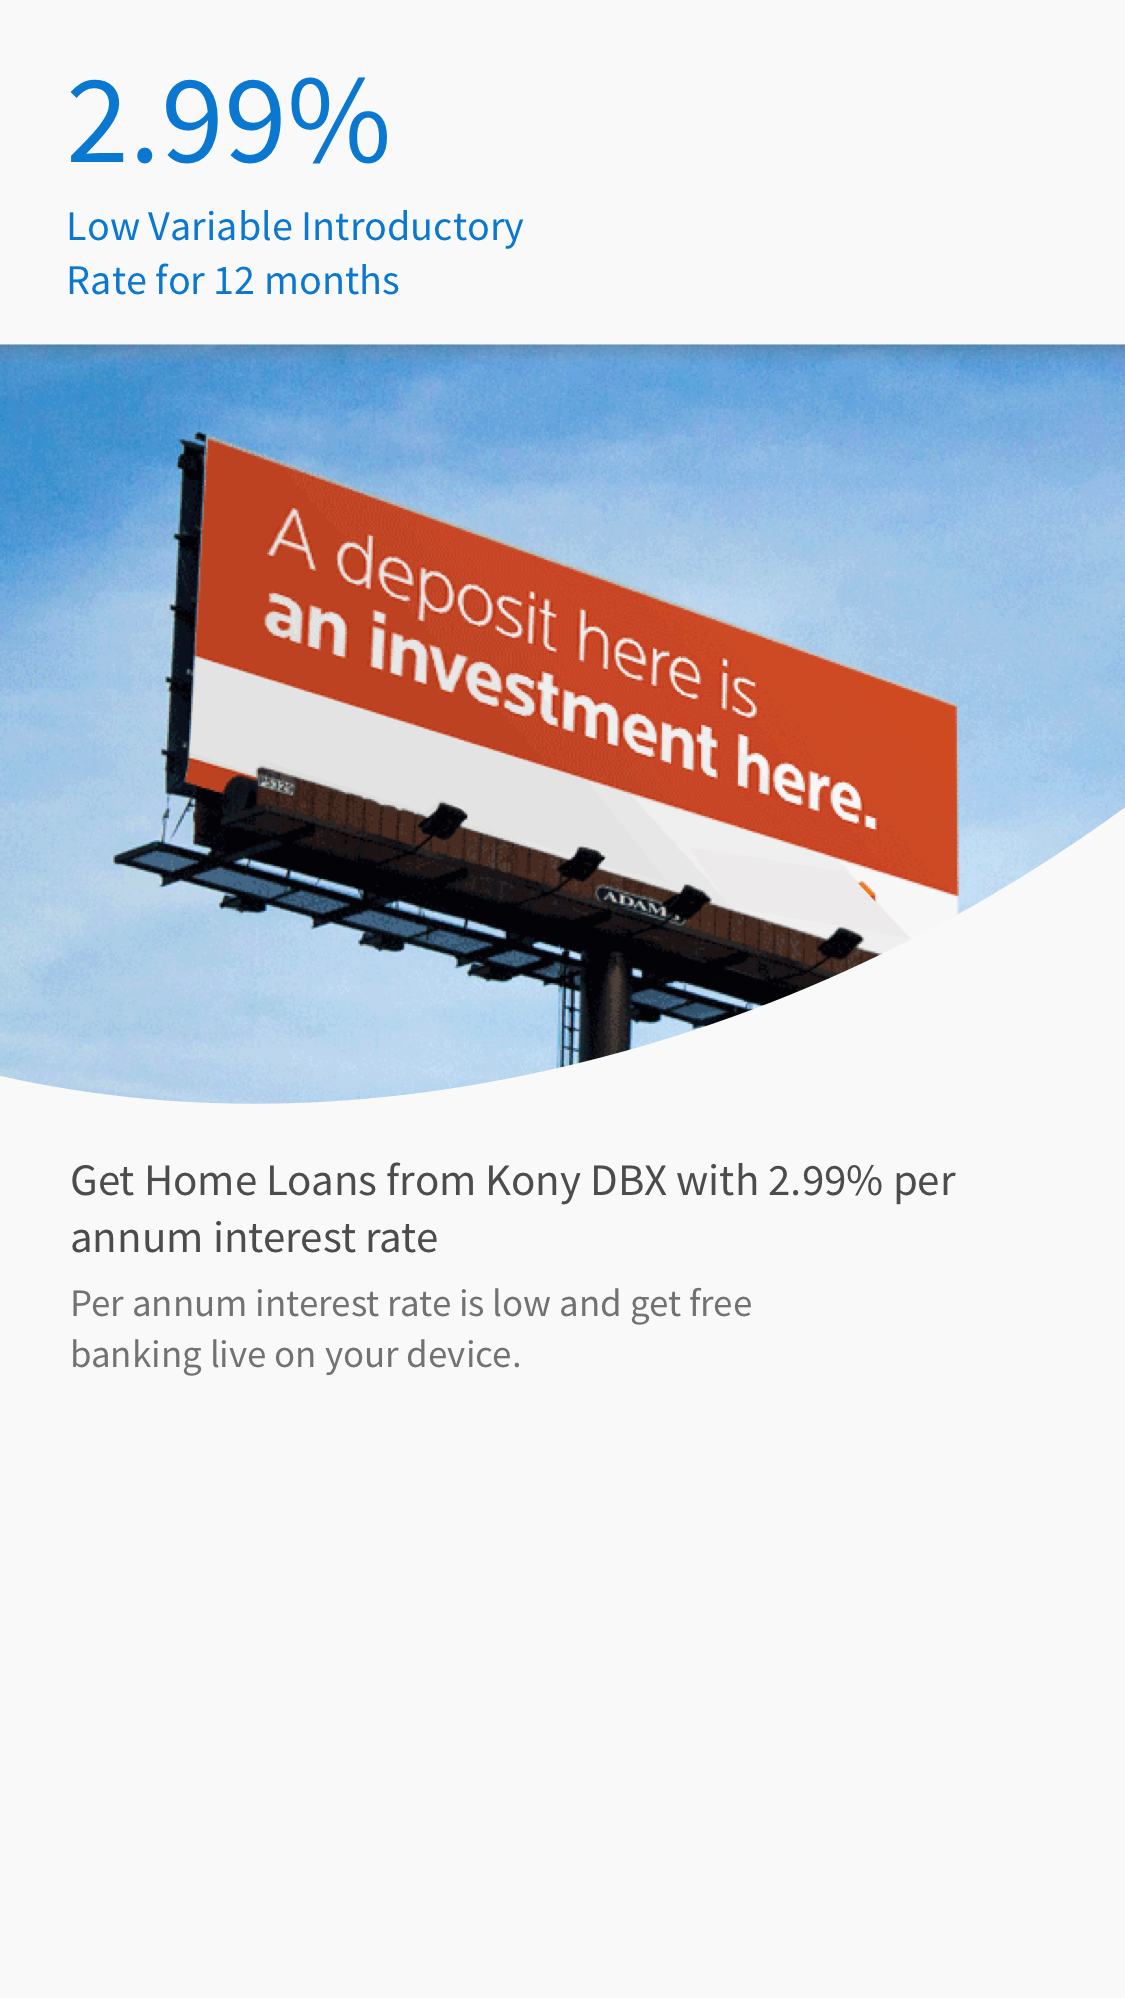 2.99%
Low Variable Introductory
Rate for 12 months
A deposit here is
an investment here.
ADAMS
Get Home Loans from Kony DBX with 2.99% per
annum interest rate
Per annum interest rate is low and get free
banking live on your device.